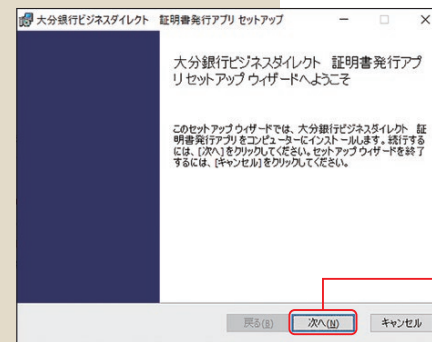 大分銀行ビジネスダイレクト 証明書発行アプリ セットアップ
大分銀行ビジネスダイレクト 証明書発行アプ
リ セットアップ ウィザードへようこそ
このセットアップ ウィザードでは、大分銀行ビジネスダイレクト 証
明書発行アプリ をコンピューターにインストールします。続行する
には、[次へ] をクリックしてください。セットアップ ウィザードを終了
するには、[キャンセル] をクリックしてください。
戻る(B) 次へ(N) キャンセル